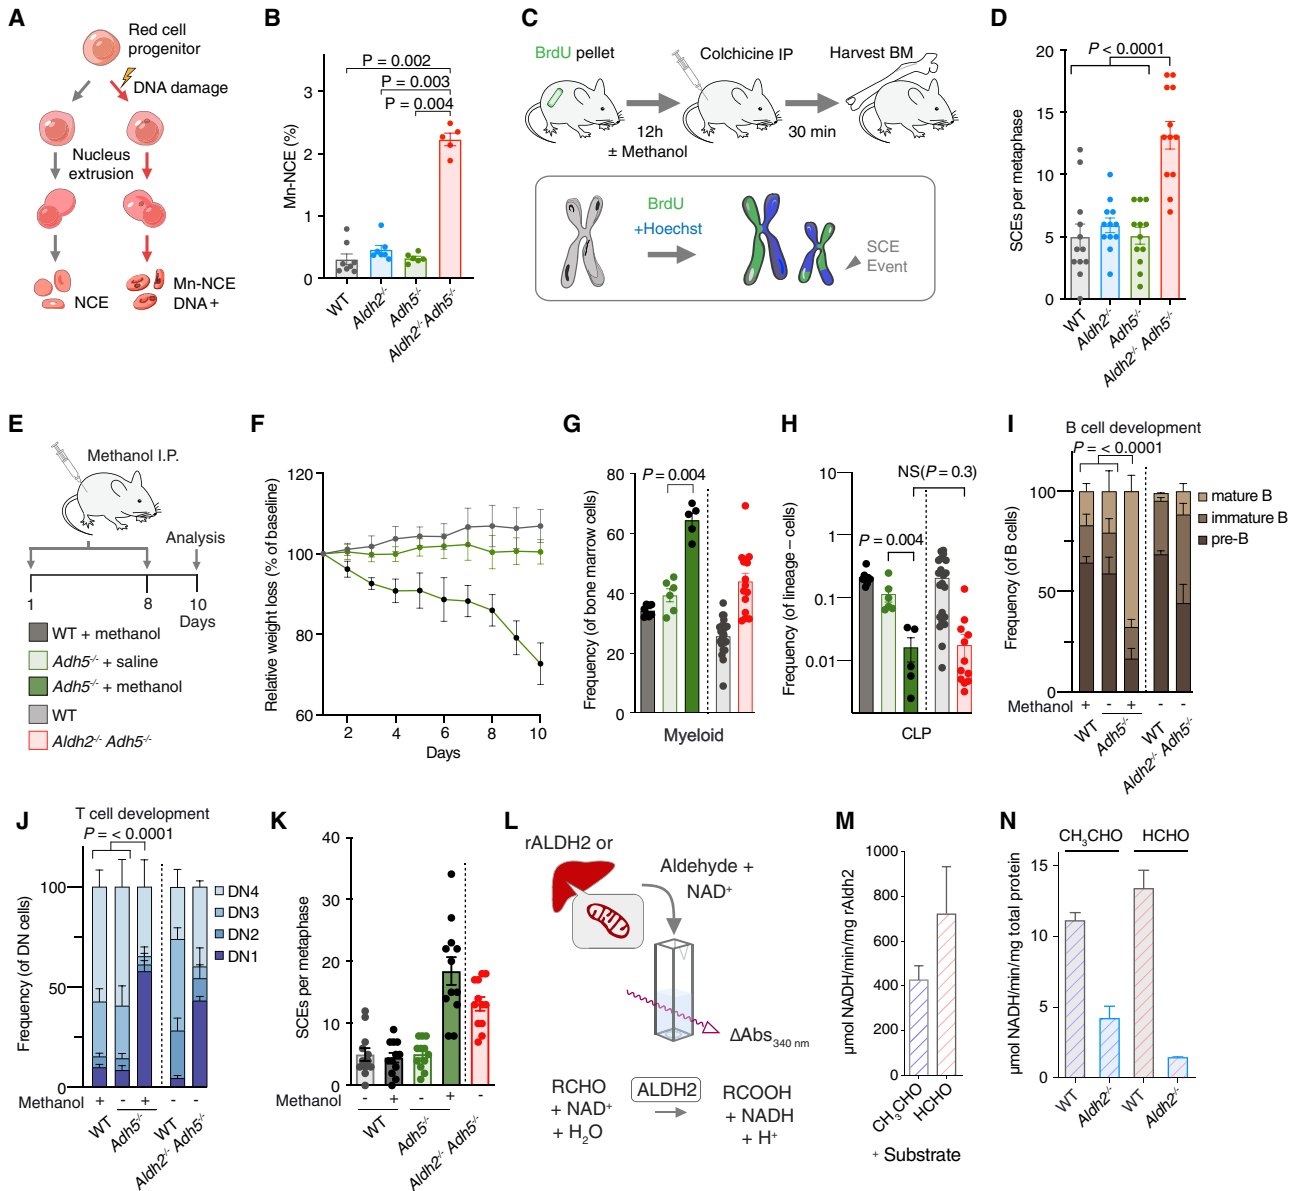 A
Red cell
progenitor
DNA damage
Nucleus
extrusion
NCE
Mn-NCE
DNA+
B
P = 0.002
P = 0.003
P = 0.004
Mn-NCE (%)
3
2
1
0
WT
Aldh2-/-
Adh5-/-
Aldh2-/- Adh5-/-
C
BrdU pellet
Colchicine IP
Harvest BM
12h
± Methanol
30 min
BrdU
+Hoechst
SCE
Event
D
P < 0.0001
SCEs per metaphase
20
15
10
5
0
WT
Aldh2-/-
Adh5-/-
Aldh2-/- Adh5-/-
E
Methanol I.P.
Analysis
1
8
10
Days
WT + methanol
Adh5-/- + saline
Adh5-/- + methanol
WT
Aldh2-/- Adh5-/-
F
Relative weight loss (% of baseline)
120
100
80
60
2
4
6
8
10
Days
G
P = 0.004
Frequency (of bone marrow cells)
80
60
40
20
0
Myeloid
H
NS(P = 0.3)
P = 0.004
Frequency (of lineage – cells)
10
1
0.1
0.01
CLP
I
B cell development
P = < 0.0001
Frequency (of B cells)
100
50
0
mature B
immature B
pre-B
Methanol + - + - -
WT
Adh5-/-
WT
Aldh2-/- Adh5-/-
J
T cell development
P = < 0.0001
Frequency (of DN cells)
100
50
0
DN4
DN3
DN2
DN1
Methanol + - + - -
WT
Adh5-/-
WT
Aldh2-/- Adh5-/-
K
SCEs per metaphase
40
30
20
10
0
Methanol - + - + -
WT
Adh5-/-
Aldh2-/- Adh5-/-
L
rALDH2 or
Aldehyde +
NAD+
ΔAbs340 nm
RCHO
+ NAD+
+ H2O
ALDH2
RCOOH
+ NADH
+ H+
M
µmol NADH/min/mg rAldh2
1000
800
600
400
200
0
CH3CHO
HCHO
+ Substrate
N
CH3CHO
HCHO
µmol NADH/min/mg total protein
15
10
5
0
WT
Aldh2-/-
WT
Aldh2-/-